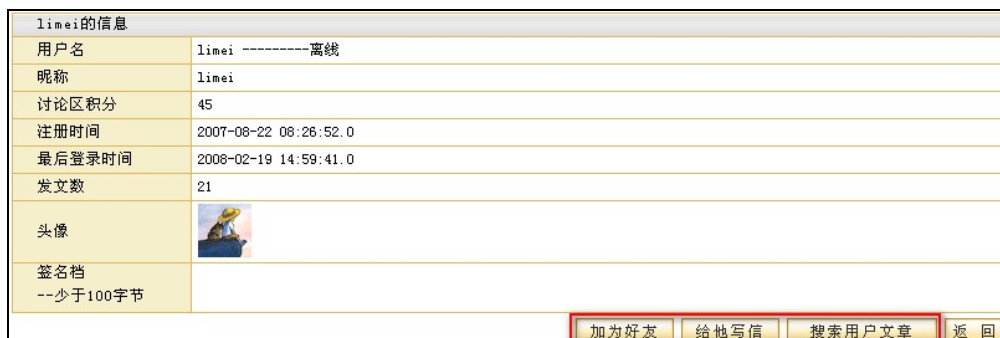 limei的信息
用户名 limei ---------离线
昵称 limei
讨论区积分 45
注册时间 2007-08-22 08:26:52.0
最后登录时间 2008-02-19 14:59:41.0
发文数 21
头像
签名档
--少于100字节
加为好友 给他写信 搜索用户文章 返 回